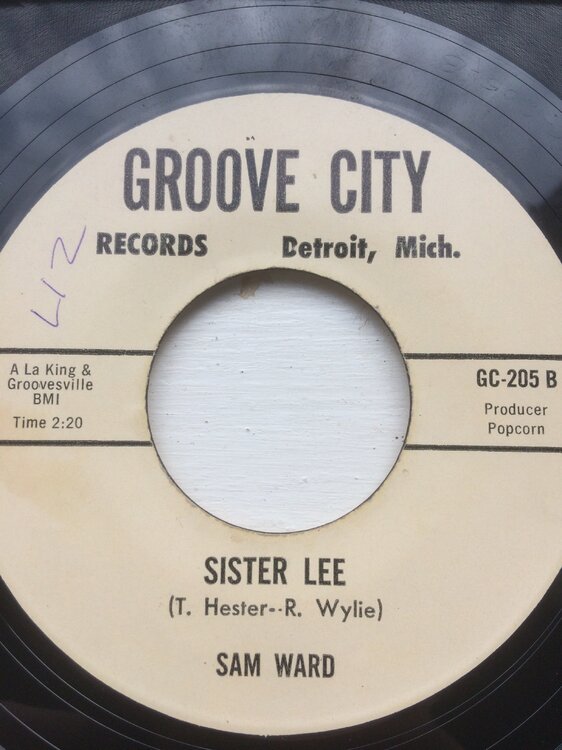 GROOVE CITY
RECORDS Detroit, Mich.
LIZ
A La King &
Groovesville
BMI
Time 2:20
GC-205 B
Producer
Popcorn
SISTER LEE
(T. Hester--R. Wylie)
SAM WARD